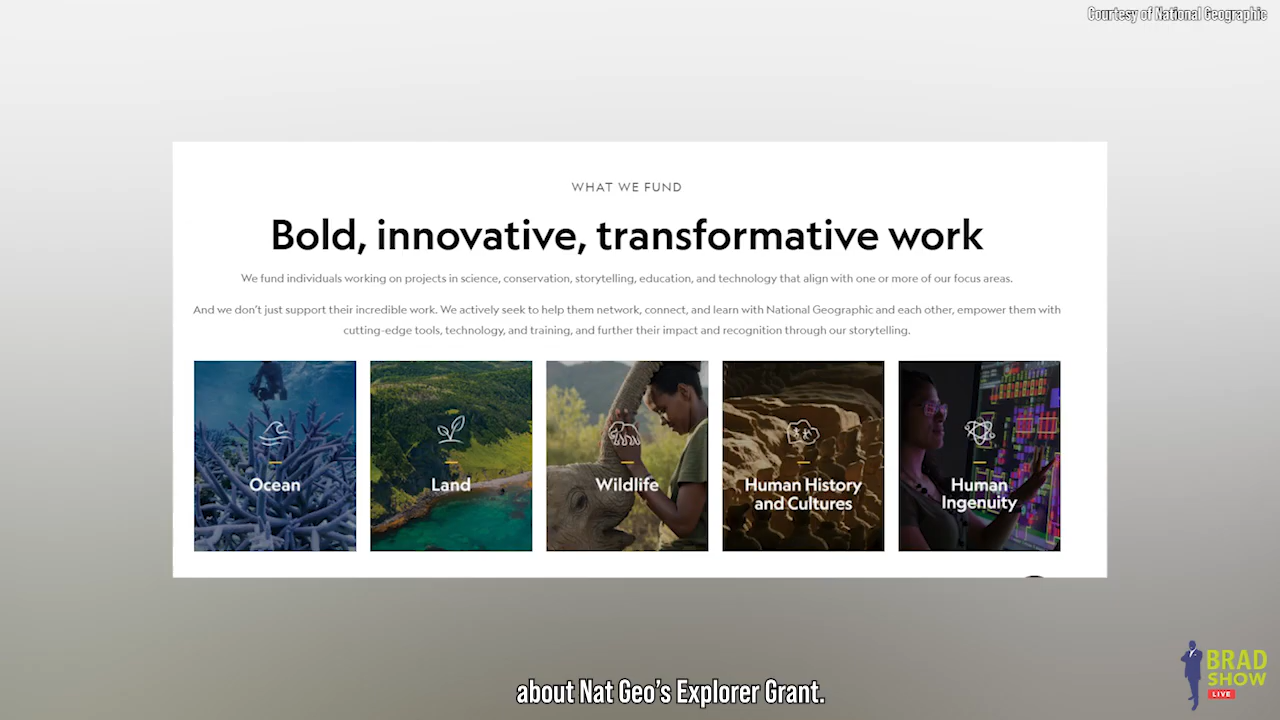 Courtesy of National Geographic
WHAT WE FUND
Bold, innovative, transformative work
We fund individuals working on projects in science, conservation, storytelling, education, and technology that align with one or more of our focus areas.
And we don't just support their incredible work. We actively seek to help them network, connect, and learn with National Geographic and each other, empower them with
cutting-edge tools, technology, and training, and further their impact and recognition through our storytelling.
Ocean
Land
Wildlife
Human History
and Cultures
Human
Ingenuity
about Nat Geo's Explorer Grant.
BRAD
SHOW
LIVE